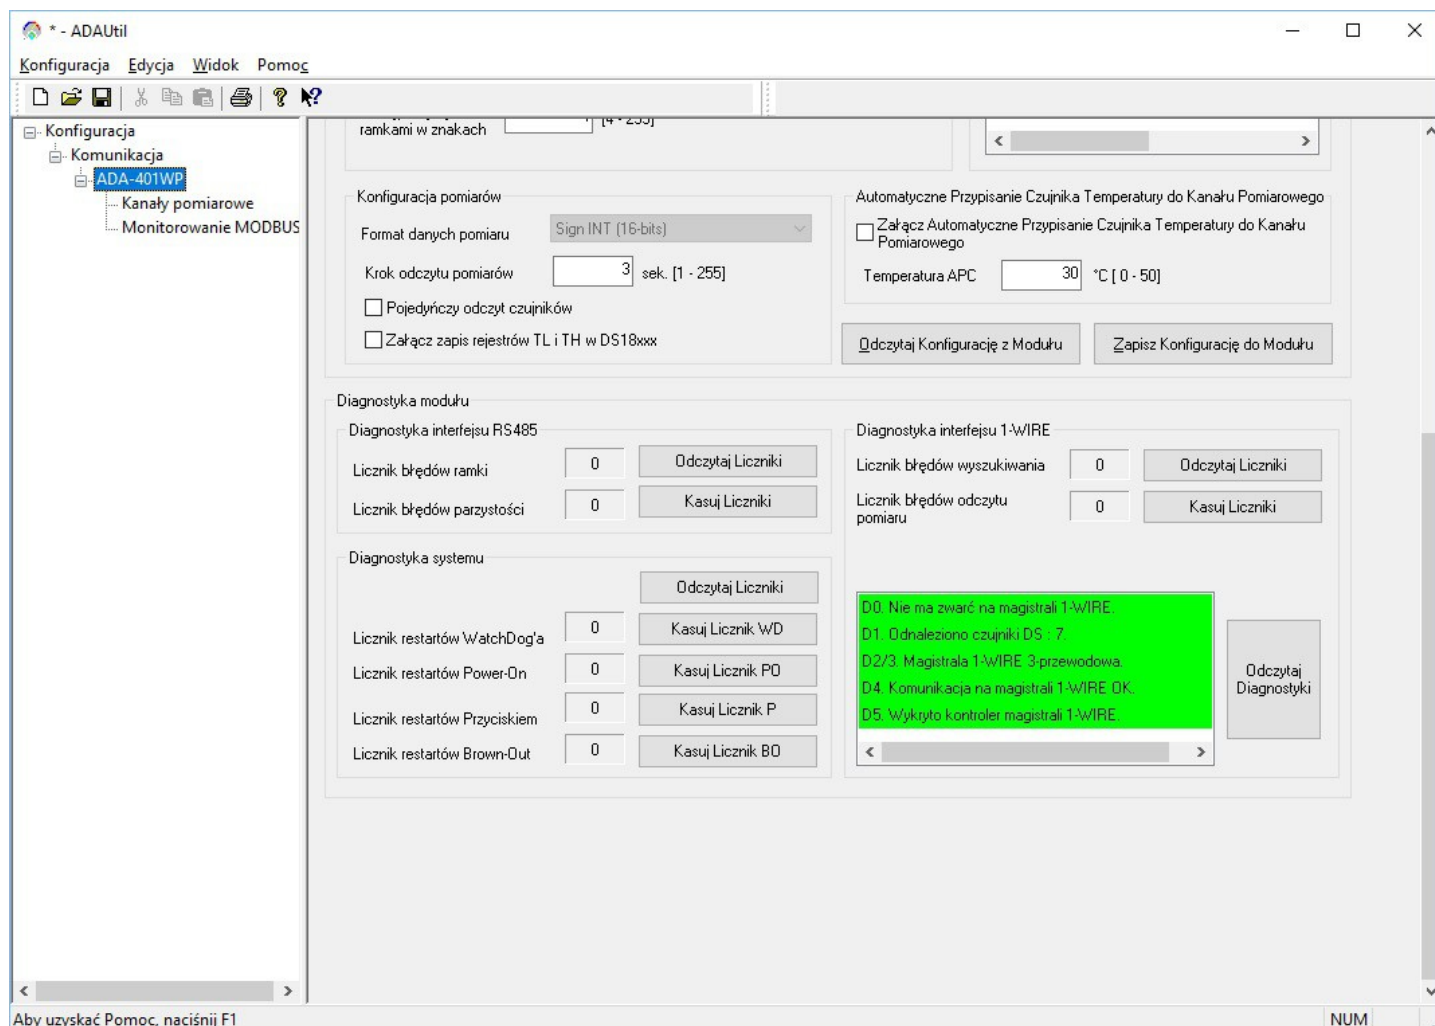 * - ADAUtil
Konfiguracja Edycja Widok Pomoc
Konfiguracja
Komunikacja
ADA-401WP
Kanały pomiarowe
Monitorowanie MODBUS
ramkami w znakach [4 - 255]
Konfiguracja pomiarów
Format danych pomiaru Sign INT (16-bits)
Krok odczytu pomiarów 3 sek. [1 - 255]
Pojedyńczy odczyt czujników
Załącz zapis rejestrów TL i TH w DS18xxx
Automatyczne Przypisanie Czujnika Temperatury do Kanału Pomiarowego
Załącz Automatyczne Przypisanie Czujnika Temperatury do Kanału
Pomiarowego
Temperatura APC 30 °C [ 0 - 50]
Odczytaj Konfigurację z Modułu Zapisz Konfigurację do Modułu
Diagnostyka modułu
Diagnostyka interfejsu RS485
Licznik błędów ramki 0 Odczytaj Liczniki
Licznik błędów parzystości 0 Kasuj Liczniki
Diagnostyka systemu
Odczytaj Liczniki
Licznik restartów WatchDog'a 0 Kasuj Licznik WD
Licznik restartów Power-On 0 Kasuj Licznik PO
Licznik restartów Przyciskiem 0 Kasuj Licznik P
Licznik restartów Brown-Out 0 Kasuj Licznik BO
Diagnostyka interfejsu 1-WIRE
Licznik błędów wyszukiwania 0 Odczytaj Liczniki
Licznik błędów odczytu
pomiaru 0 Kasuj Liczniki
D0. Nie ma zwarć na magistrali 1-WIRE.
D1. Odnaleziono czujniki DS : 7.
D2/3. Magistrala 1-WIRE 3-przewodowa.
D4. Komunikacja na magistrali 1-WIRE OK.
D5. Wykryto kontroler magistrali 1-WIRE.
Odczytaj
Diagnostyki
Aby uzyskać Pomoc, naciśnij F1 NUM